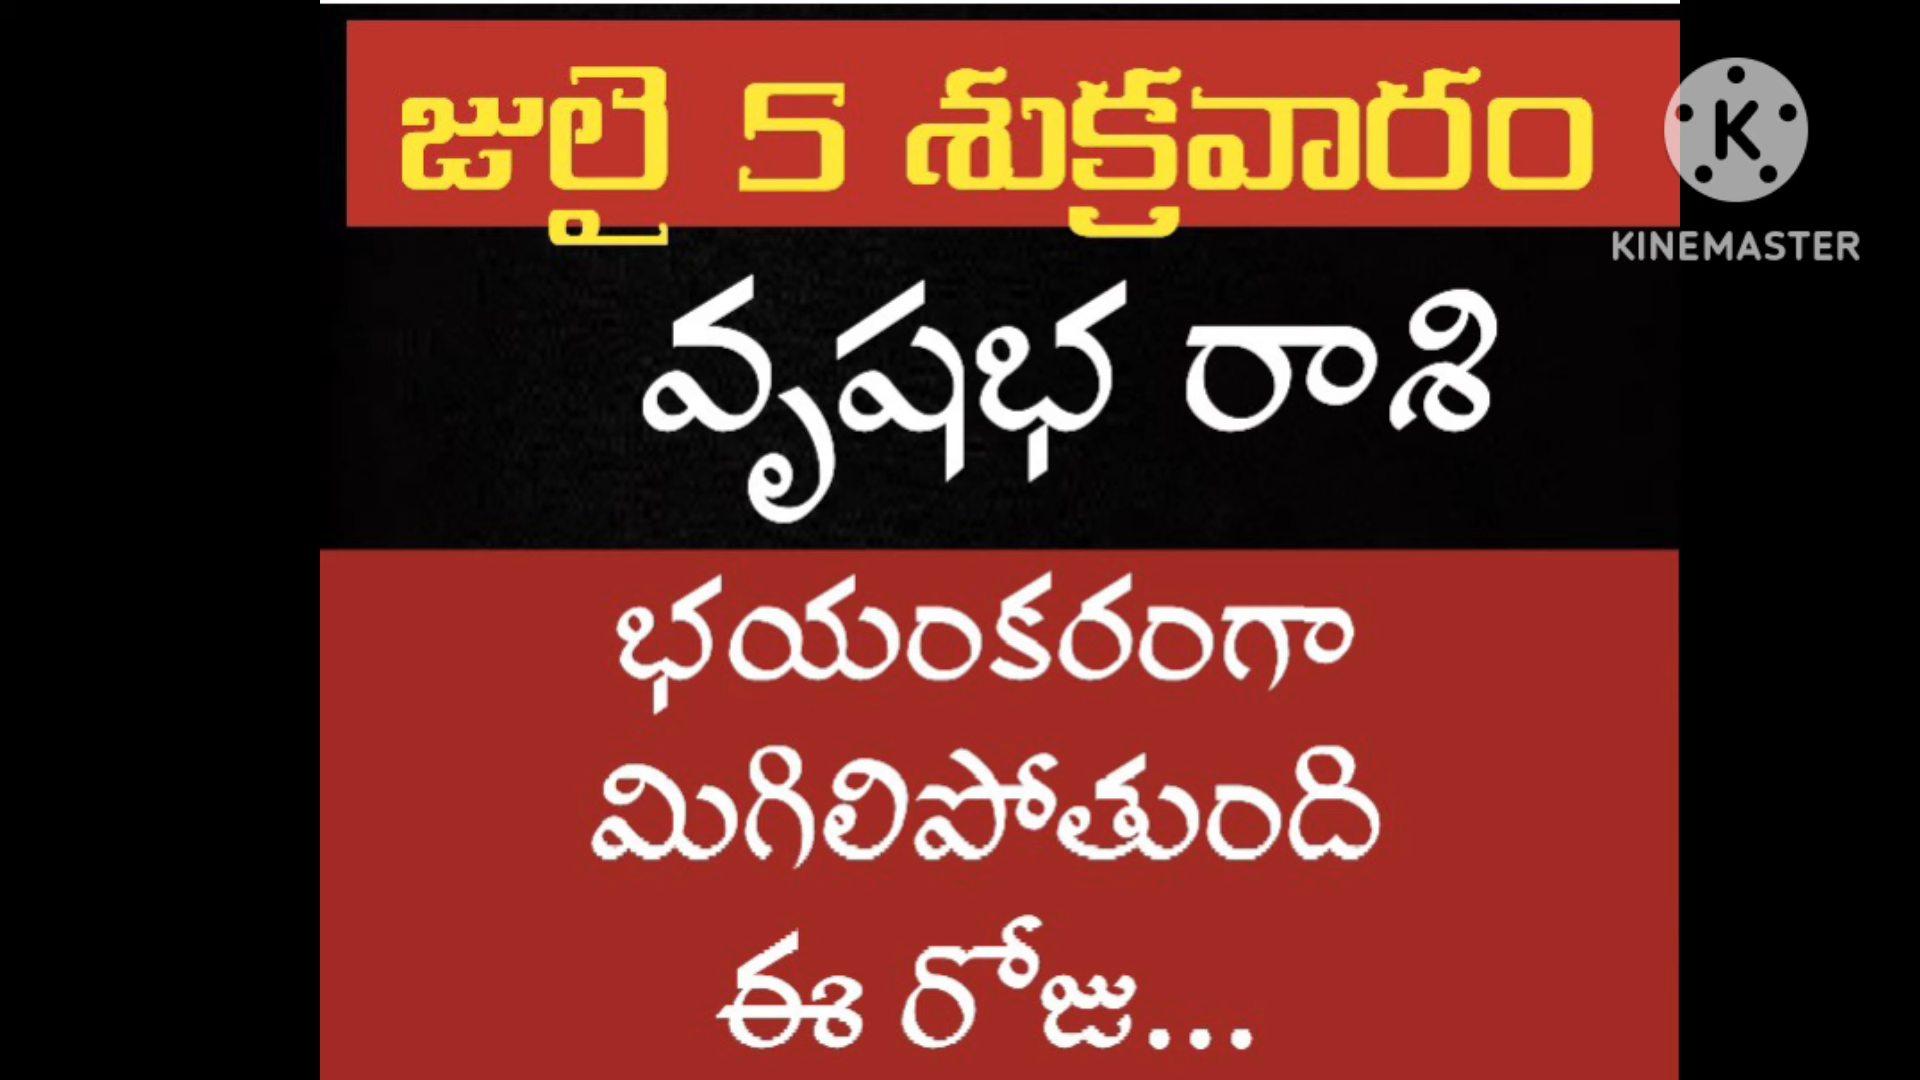 జులై 5 శుక్రవారం
KINEMASTER
వృషభ రాశి
భయంకరంగా
మిగిలిపోతుంది
ఈ రోజు...